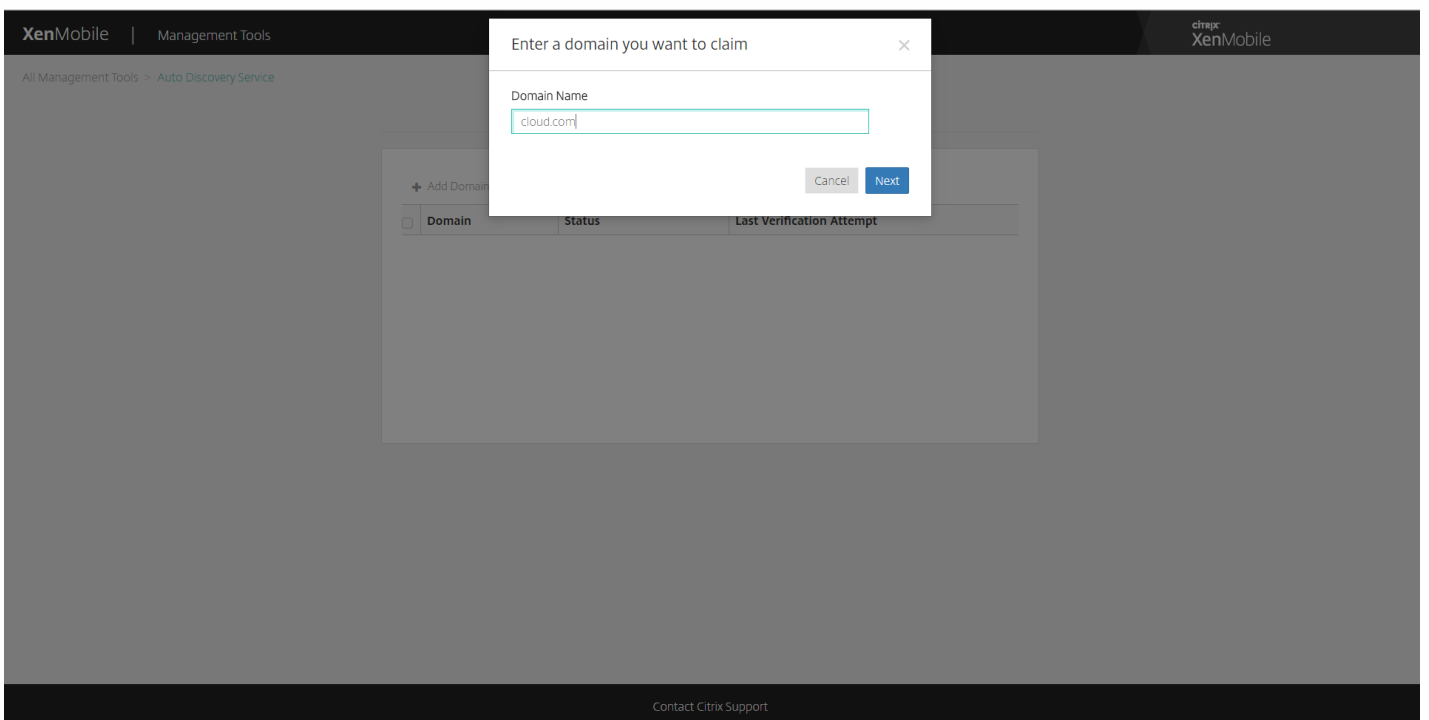 XenMobile | Management Tools
CITRIX
XenMobile
All Management Tools > Auto Discovery Service
Enter a domain you want to claim ×
Domain Name
cloud.com
Cancel Next
+ Add Domain
Domain Status Last Verification Attempt
Contact Citrix Support